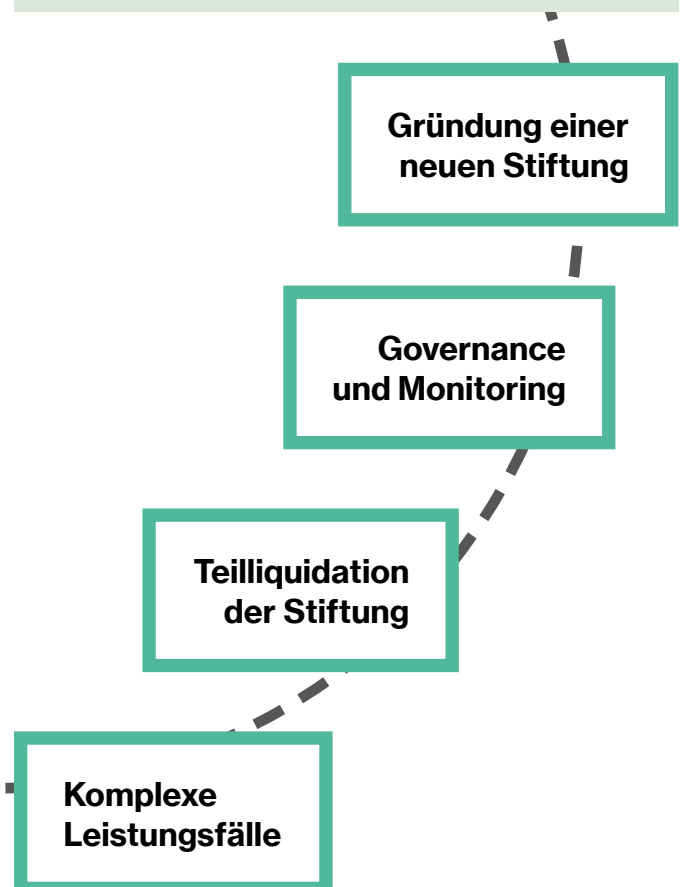 Gründung einer
neuen Stiftung
Governance
und Monitoring
Teilliquidation
der Stiftung
Komplexe
Leistungsfälle